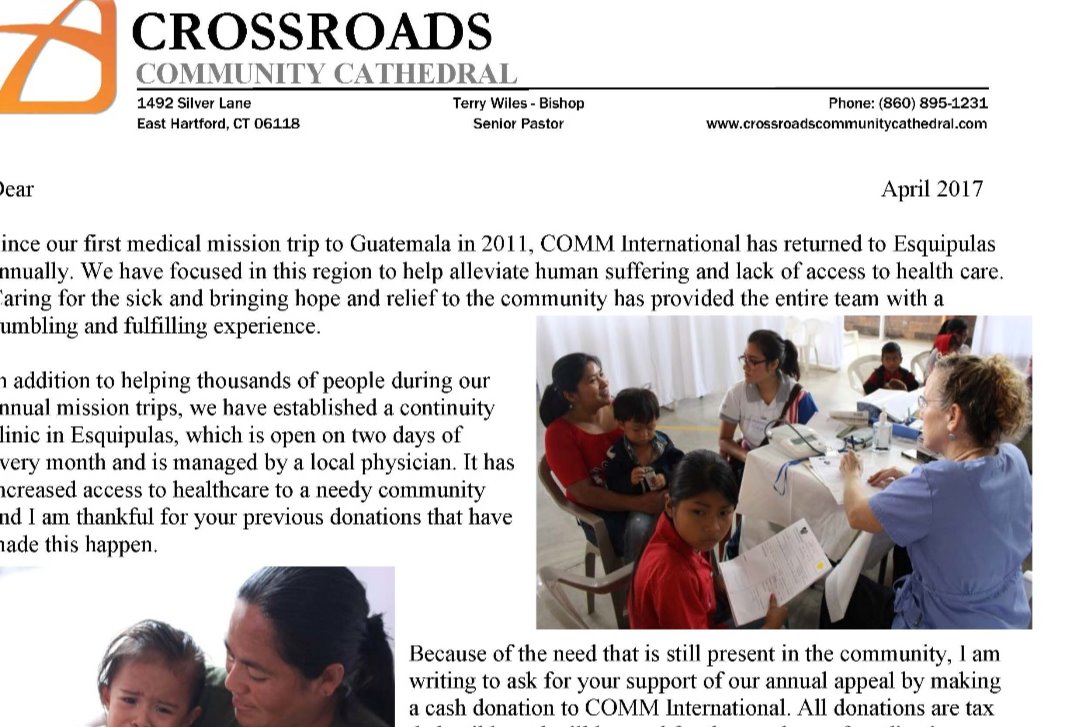 CROSSROADS
COMMUNITY CATHEDRAL
1492 Silver Lane Terry Wiles - Bishop Phone: (860) 895-1231
East Hartford, CT 06118 Senior Pastor www.crossroadscommunitycathedral.com
Dear April 2017
ince our first medical mission trip to Guatemala in 2011, COMM International has returned to Esquipulas
nnually. We have focused in this region to help alleviate human suffering and lack of access to health care.
aring for the sick and bringing hope and relief to the community has provided the entire team with a
umbling and fulfilling experience.
n addition to helping thousands of people during our
nnual mission trips, we have established a continuity
linic in Esquipulas, which is open on two days of
very month and is managed by a local physician. It has
ncreased access to healthcare to a needy community
nd I am thankful for your previous donations that have
nade this happen.
Because of the need that is still present in the community, I am
writing to ask for your support of our annual appeal by making
a cash donation to COMM International. All donations are tax